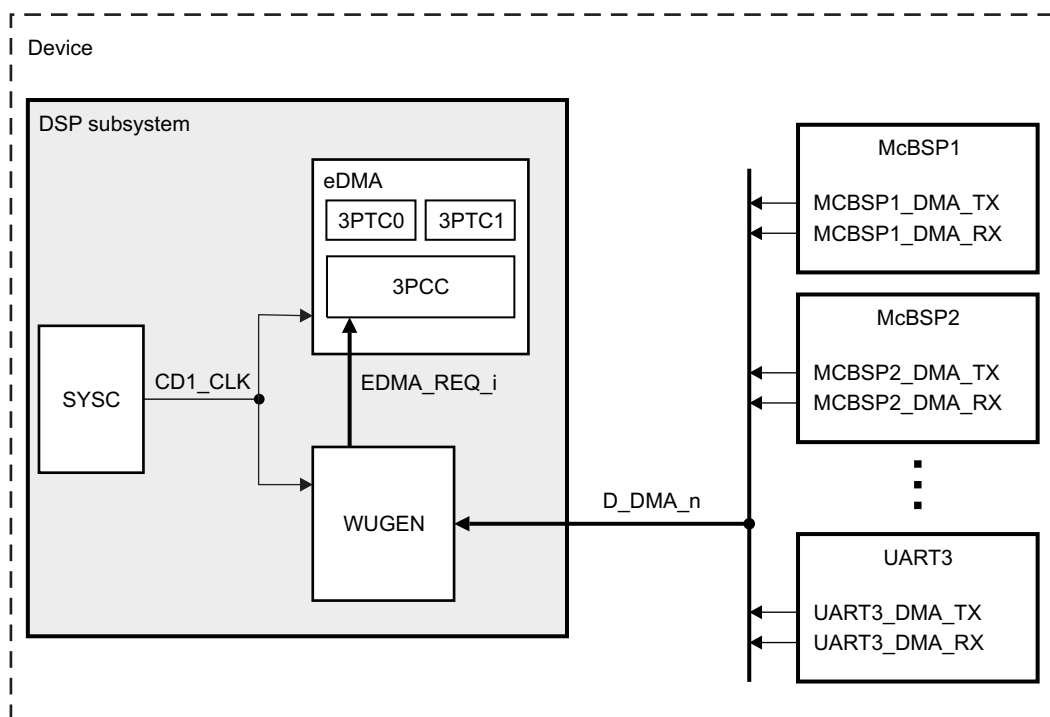 Device
DSP subsystem
eDMA
3PTC0
3PTC1
3PCC
SYSC
CD1_CLK
EDMA_REQ_i
WUGEN
D_DMA_n
McBSP1
MCBSP1_DMA_TX
MCBSP1_DMA_RX
McBSP2
MCBSP2_DMA_TX
MCBSP2_DMA_RX
UART3
UART3_DMA_TX
UART3_DMA_RX